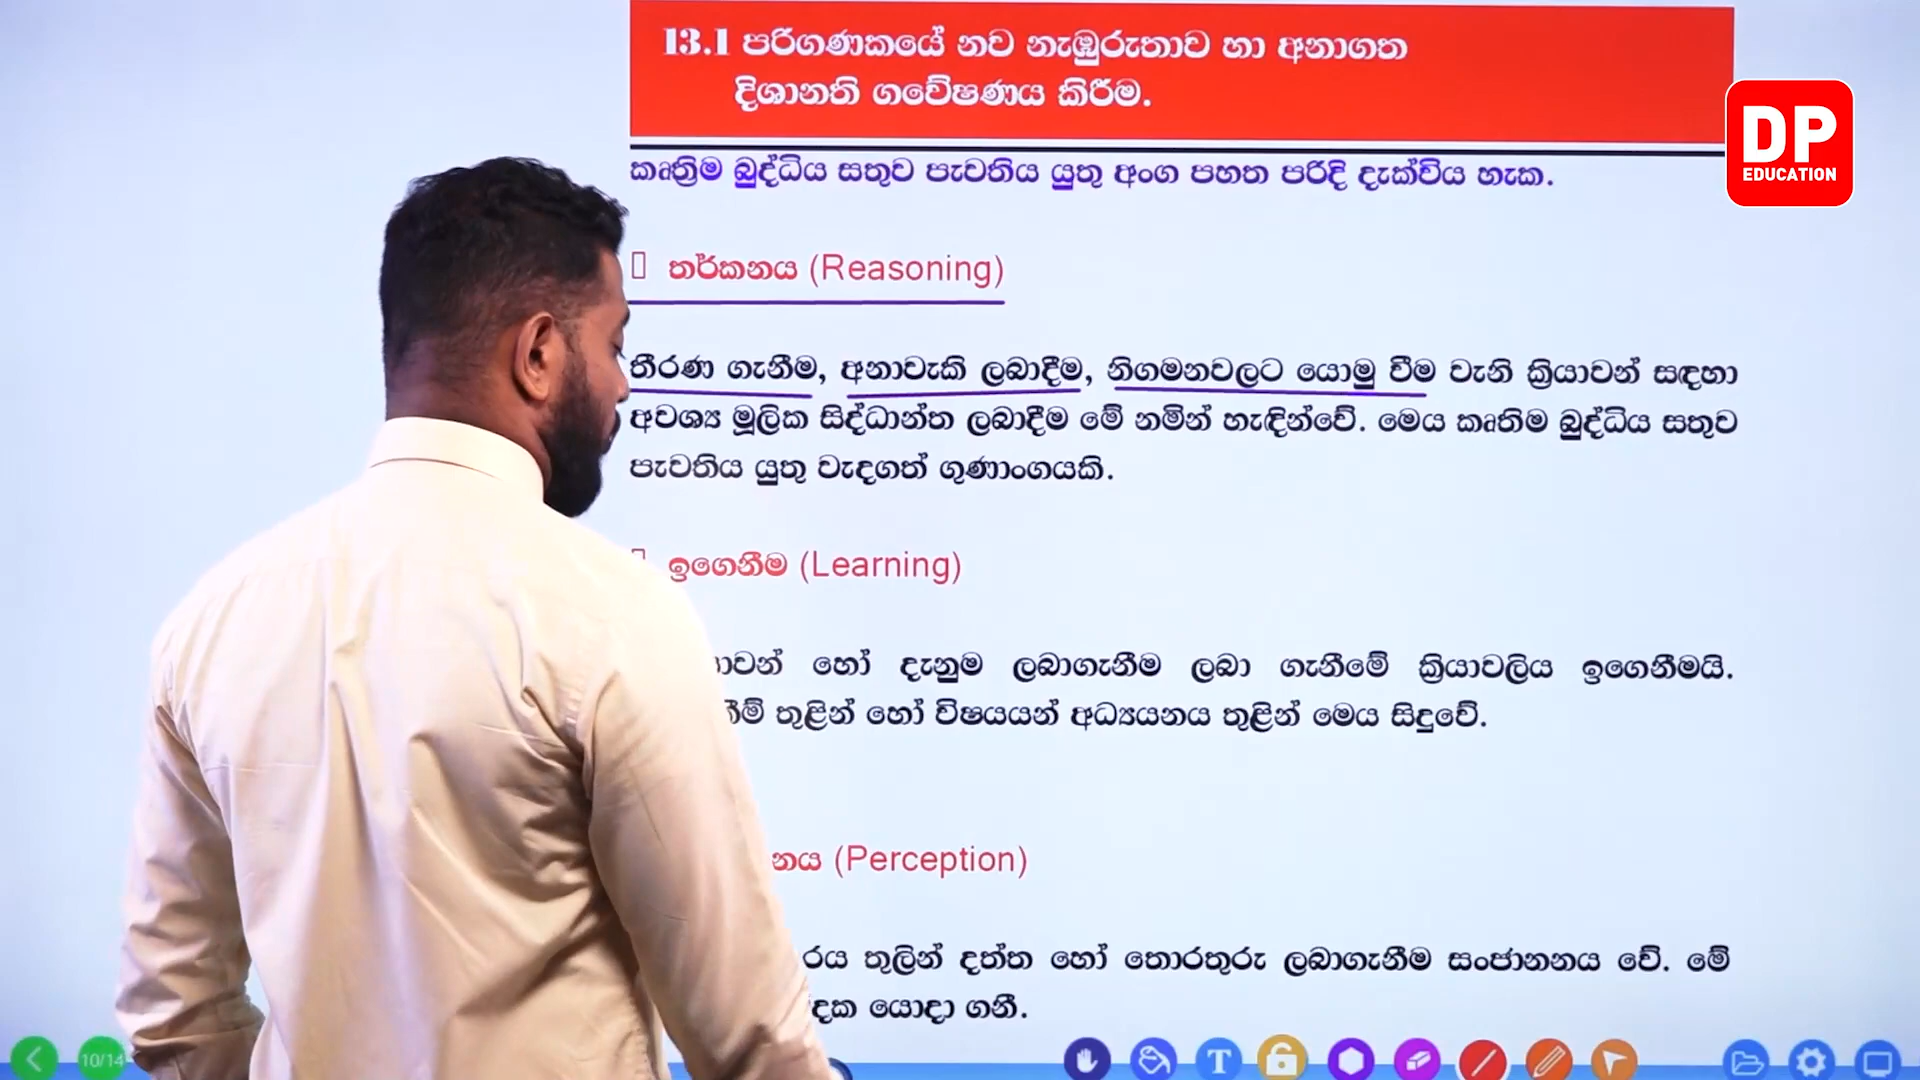 13.1 පරිගණකයේ නව නැඹුරුතාව හා අනාගත
දිශානති ගවේෂණය කිරීම.
DP
EDUCATION
කෘත්‍රිම බුද්ධිය සතුව පැවතිය යුතු අංග පහත පරිදි දැක්විය හැක.
තර්කනය (Reasoning)
තීරණ ගැනීම, අනාවැකි ලබාදීම, නිගමනවලට යොමු වීම වැනි ක්‍රියාවන් සඳහා
අවශ්‍ය මූලික සිද්ධාන්ත ලබාදීම මේ නමින් හැඳින්වේ. මෙය කෘතිම බුද්ධිය සතුව
පැවතිය යුතු වැදගත් ගුණාංගයකි.
ඉගෙනීම (Learning)
හෝ දැනුම ලබාගැනීම ලබා ගැනීමේ ක්‍රියාවලිය ඉගෙනීමයි.
තුළින් හෝ විෂයයන් අධ්‍යයනය තුළින් මෙය සිදුවේ.
(Perception)
තුලින් දත්ත හෝ තොරතුරු ලබාගැනීම සංජානනය වේ. මේ
යොදා ගනී.
10/14
T